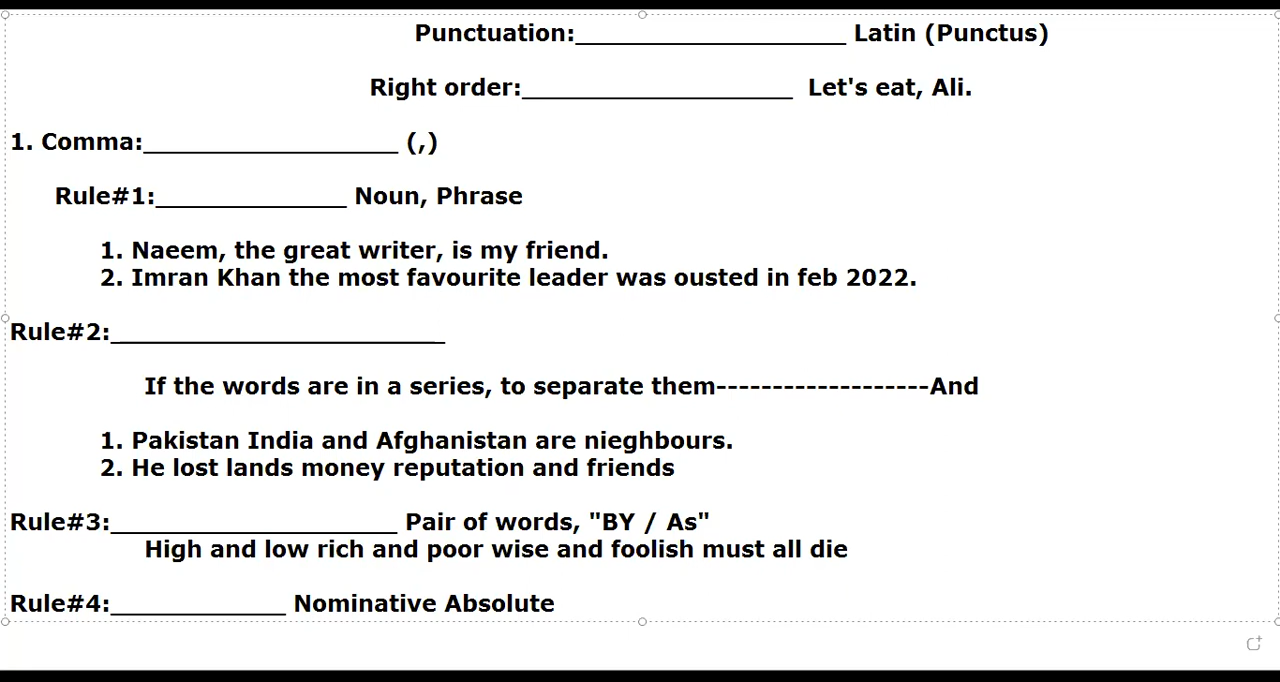 Punctuation:___________________ Latin (Punctus)
Right order:___________________ Let's eat, Ali.
1. Comma:__________________ (,)
Rule#1:_____________ Noun, Phrase
1. Naeem, the great writer, is my friend.
2. Imran Khan the most favourite leader was ousted in feb 2022.
Rule#2:_______________________
If the words are in a series, to separate them-------------------And
1. Pakistan India and Afghanistan are nieghbours.
2. He lost lands money reputation and friends
Rule#3:____________________ Pair of words, "BY / As"
High and low rich and poor wise and foolish must all die
Rule#4:____________ Nominative Absolute